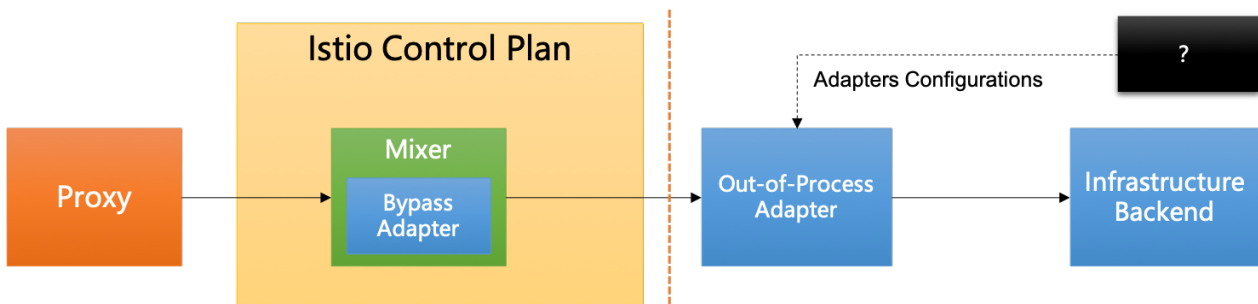 Istio Control Plan
?
Adapters Configurations
Proxy
Mixer
Bypass
Adapter
Out-of-Process
Adapter
Infrastructure
Backend